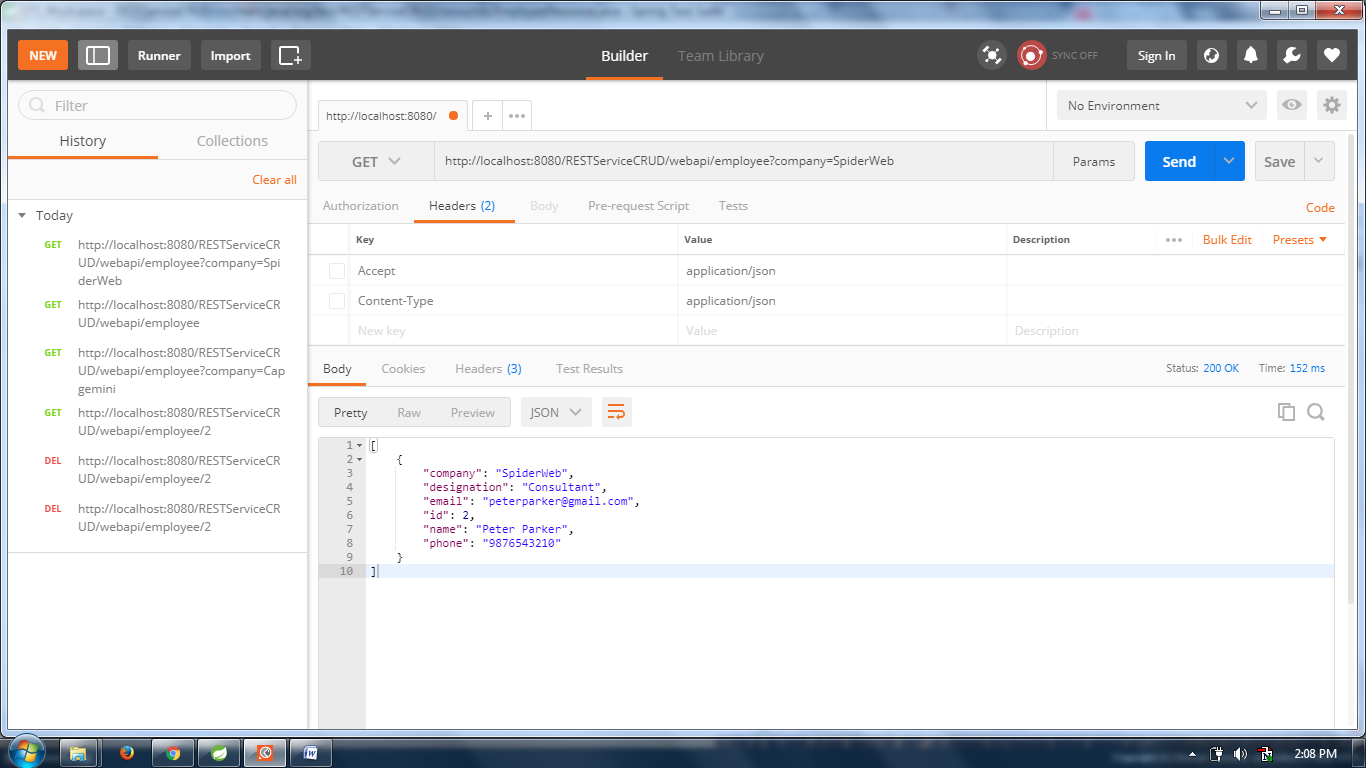 NEW Runner Import Builder Team Library SYNC OFF Sign In
Filter
History Collections
Clear all
Today
GET http://localhost:8080/RESTServiceCR
UD/webapi/employee?company=Spi
derWeb
GET http://localhost:8080/RESTServiceCR
UD/webapi/employee
GET http://localhost:8080/RESTServiceCR
UD/webapi/employee?company=Cap
gemini
GET http://localhost:8080/RESTServiceCR
UD/webapi/employee/2
DEL http://localhost:8080/RESTServiceCR
UD/webapi/employee/2
DEL http://localhost:8080/RESTServiceCR
UD/webapi/employee/2
http://localhost:8080/ + ••• No Environment
GET http://localhost:8080/RESTServiceCRUD/webapi/employee?company=SpiderWeb Params Send Save
Authorization Headers (2) Body Pre-request Script Tests Code
Key Value Description ••• Bulk Edit Presets
Accept application/json
Content-Type application/json
New key Value Description
Body Cookies Headers (3) Test Results Status: 200 OK Time: 152 ms
Pretty Raw Preview JSON
1 [
2 {
3 "company": "SpiderWeb",
4 "designation": "Consultant",
5 "email": "peterparker@gmail.com",
6 "id": 2,
7 "name": "Peter Parker",
8 "phone": "9876543210"
9 }
10 ]
2:08 PM